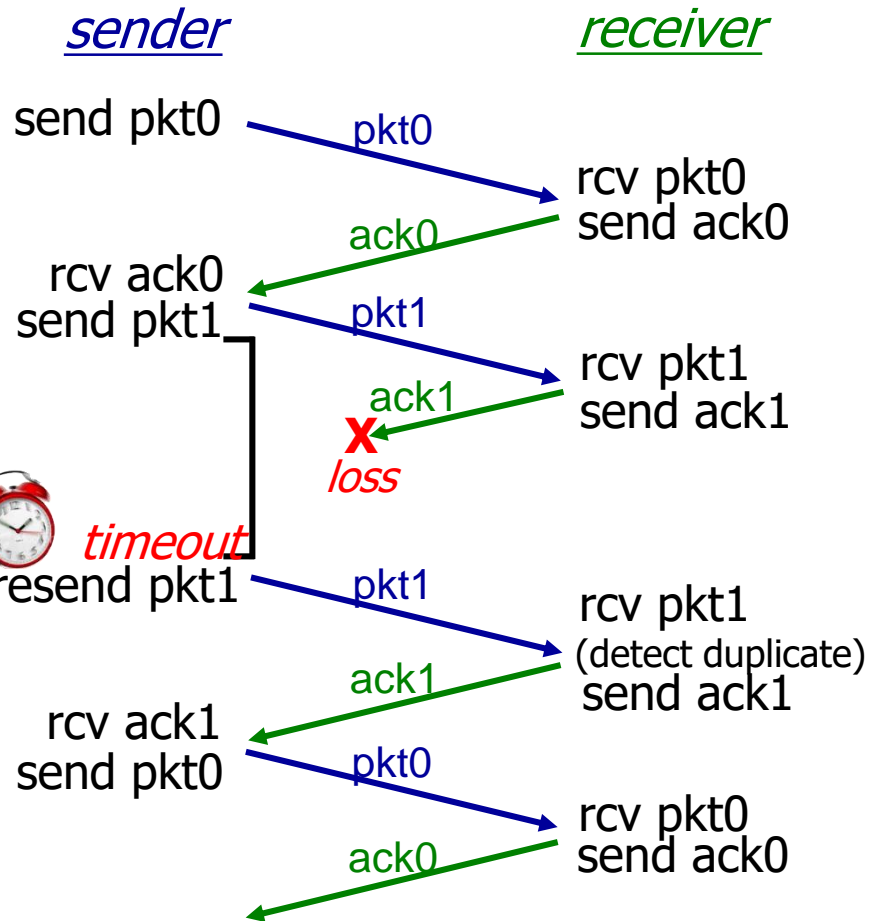 sender
receiver
send pkt0
pkt0
rcv pkt0
send ack0
ack0
rcv ack0
send pkt1
pkt1
rcv pkt1
send ack1
ack1
X
loss
timeout
resend pkt1
pkt1
rcv pkt1
(detect duplicate)
send ack1
ack1
rcv ack1
send pkt0
pkt0
rcv pkt0
send ack0
ack0